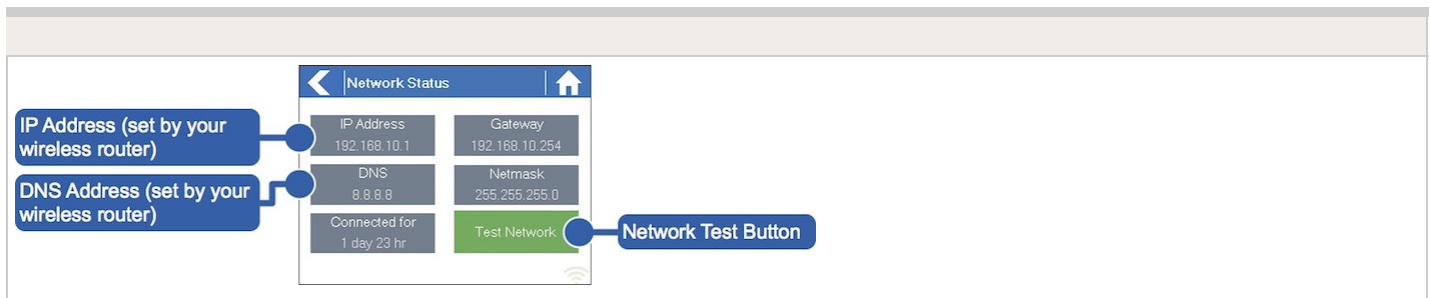 Network Status
IP Address (set by your
wireless router)
IP Address
192.168.10.1
Gateway
192.168.10.254
DNS Address (set by your
wireless router)
DNS
8.8.8.8
Netmask
255.255.255.0
Connected for
1 day 23 hr
Test Network
Network Test Button